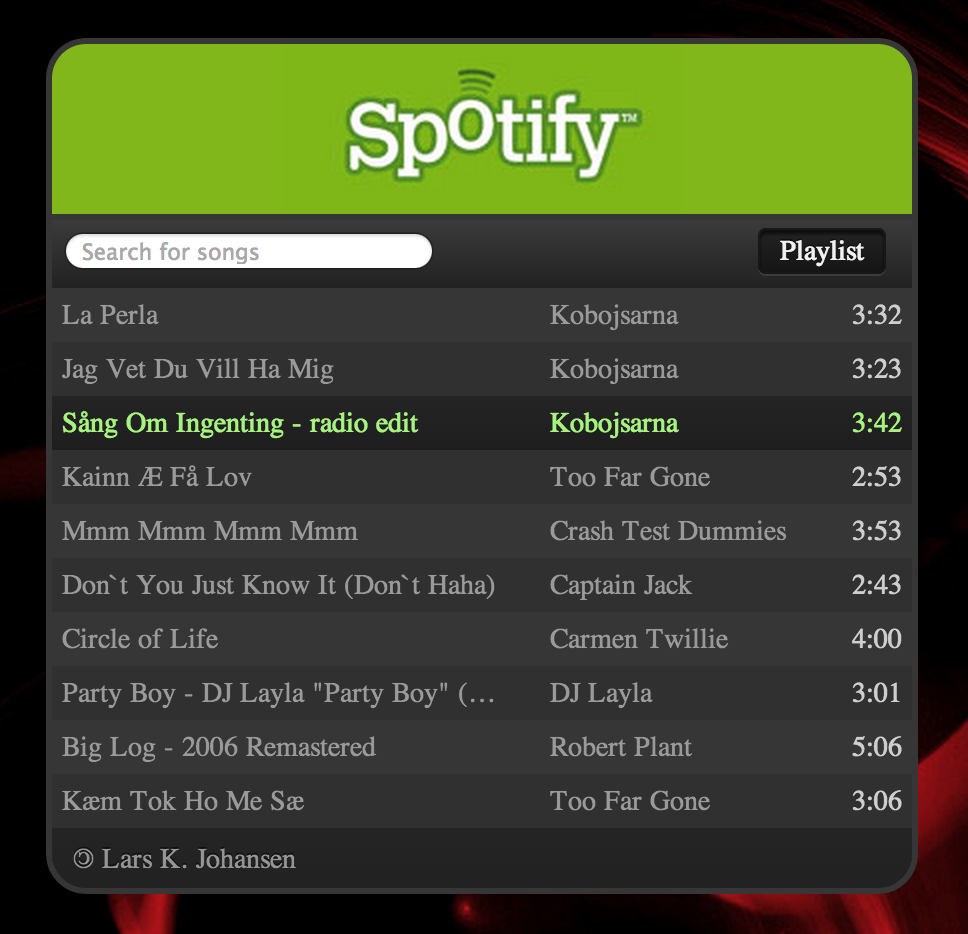 Spotify™
Search for songs Playlist
La Perla Kobojsarna 3:32
Jag Vet Du Vill Ha Mig Kobojsarna 3:23
Sång Om Ingenting - radio edit Kobojsarna 3:42
Kainn Æ Få Lov Too Far Gone 2:53
Mmm Mmm Mmm Mmm Crash Test Dummies 3:53
Don`t You Just Know It (Don`t Haha) Captain Jack 2:43
Circle of Life Carmen Twillie 4:00
Party Boy - DJ Layla "Party Boy" (… DJ Layla 3:01
Big Log - 2006 Remastered Robert Plant 5:06
Kæm Tok Ho Me Sæ Too Far Gone 3:06
🄯 Lars K. Johansen